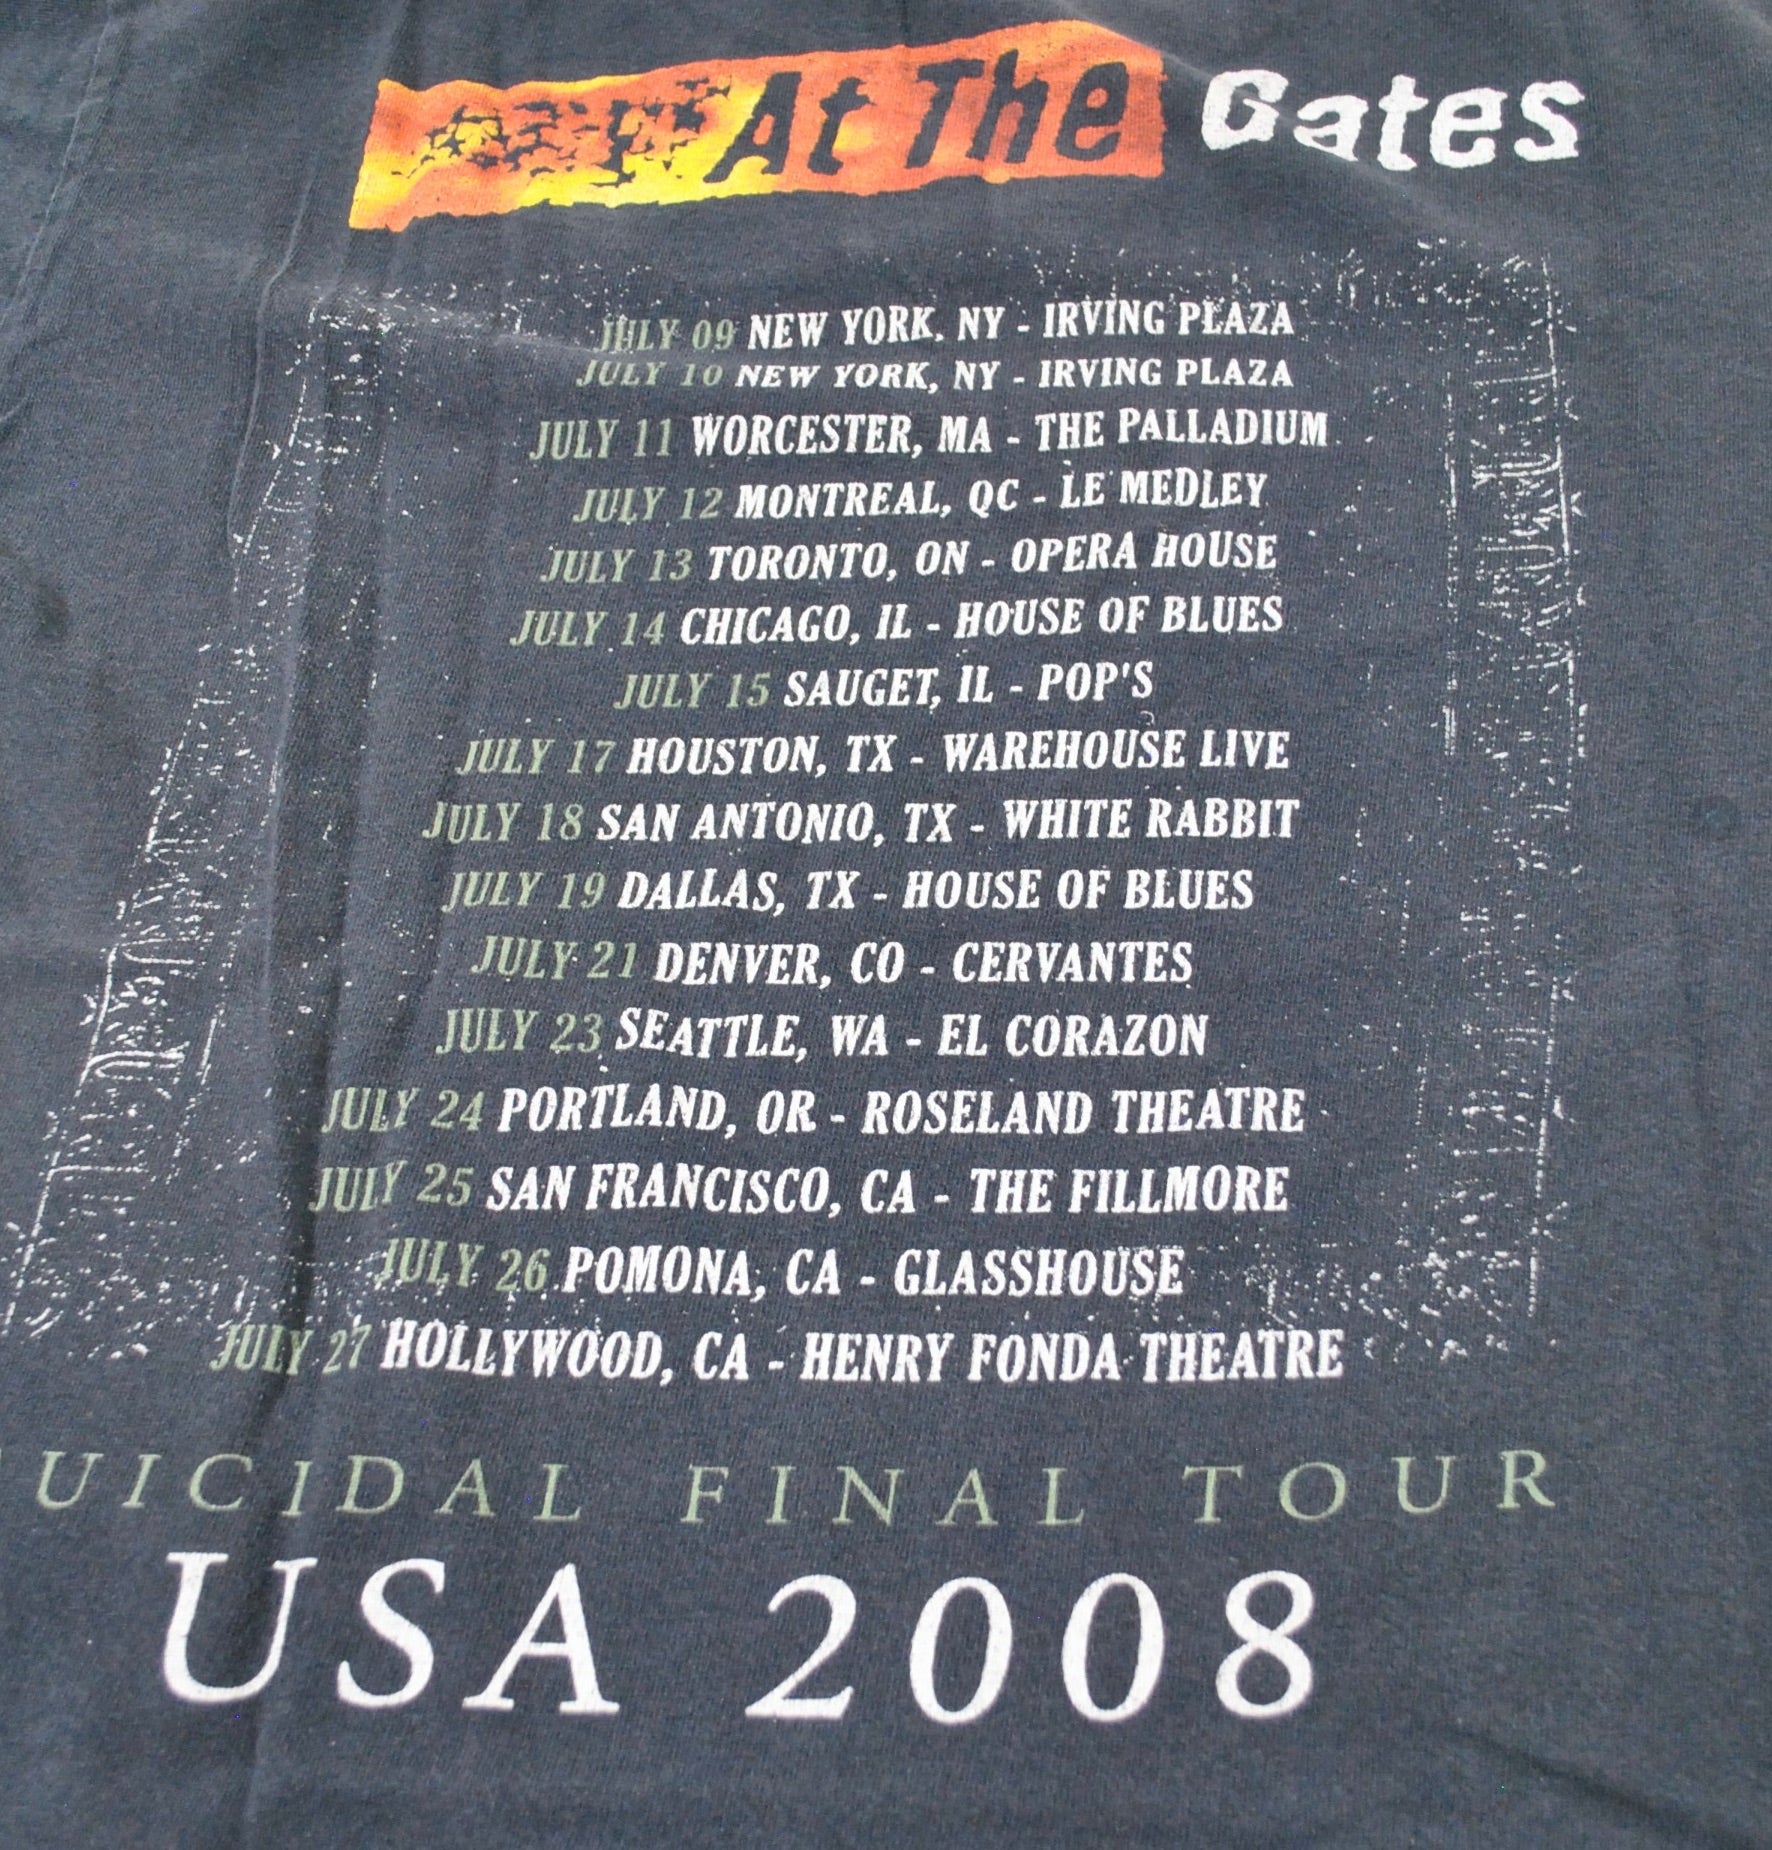 At The Gates
JULY 09 NEW YORK, NY - IRVING PLAZA
JULY 10 NEW YORK, NY - IRVING PLAZA
JULY 11 WORCESTER, MA - THE PALLADIUM
JULY 12 MONTREAL, QC - LE MEDLEY
JULY 13 TORONTO, ON - OPERA HOUSE
JULY 14 CHICAGO, IL - HOUSE OF BLUES
JULY 15 SAUGET, IL - POP'S
JULY 17 HOUSTON, TX - WAREHOUSE LIVE
JULY 18 SAN ANTONIO, TX - WHITE RABBIT
JULY 19 DALLAS, TX - HOUSE OF BLUES
JULY 21 DENVER, CO - CERVANTES
JULY 23 SEATTLE, WA - EL CORAZON
JULY 24 PORTLAND, OR - ROSELAND THEATRE
JULY 25 SAN FRANCISCO, CA - THE FILLMORE
JULY 26 POMONA, CA - GLASSHOUSE
JULY 27 HOLLYWOOD, CA - HENRY FONDA THEATRE
UICIDAL FINAL TOUR
USA 2008